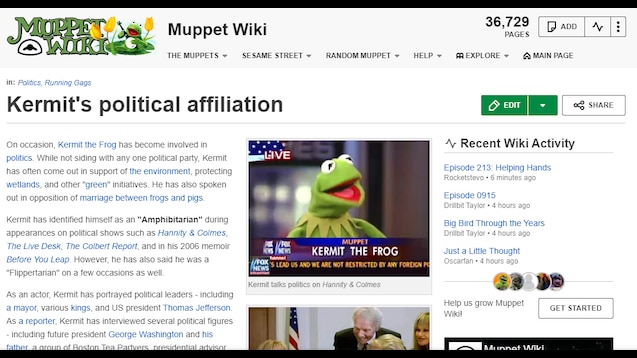 MUPPET
WIKI
Muppet Wiki
36,729
PAGES
ADD
THE MUPPETS
SESAME STREET
RANDOM MUPPET
HELP
EXPLORE
MAIN PAGE
in: Politics, Running Gags
Kermit's political affiliation
EDIT
SHARE
On occasion, Kermit the Frog has become involved in
politics. While not siding with any one political party, Kermit
has often come out in support of the environment, protecting
wetlands, and other "green" initiatives. He has also spoken
out in opposition of marriage between frogs and pigs.
Kermit has identified himself as an "Amphibitarian" during
appearances on political shows such as Hannity & Colmes,
The Live Desk, The Colbert Report, and in his 2006 memoir
Before You Leap. However, he has also said he was a
"Flippertarian" on a few occasions as well.
As an actor, Kermit has portrayed political leaders - including
a mayor, various kings, and US president Thomas Jefferson.
As a reporter, Kermit has interviewed several political figures
- including future president George Washington and his
father, a group of Boston Tea Partyers, presidential advisor
LIVE
MUPPET
KERMIT THE FROG
FOX
NEWS
S LEAD US AND WE ARE NOT RESTRICTED BY ANY FOREIGN PO
Kermit talks politics on Hannity & Colmes
Recent Wiki Activity
Episode 213: Helping Hands
Rocketstevo • 6 minutes ago
Episode 0915
Drillbit Taylor • 4 hours ago
Big Bird Through the Years
Drillbit Taylor • 4 hours ago
Just a Little Thought
Oscarfan • 4 hours ago
Help us grow Muppet
Wiki!
GET STARTED
Muppet Wiki